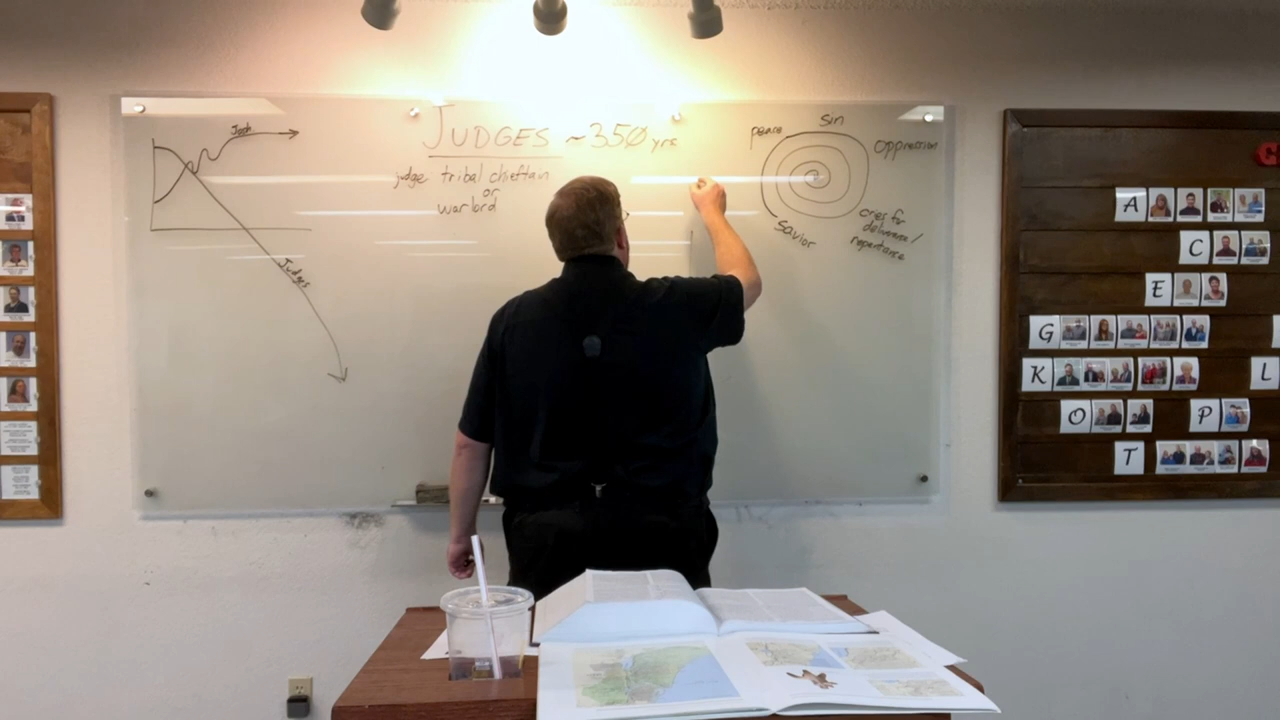 Josh
Judges
JUDGES ~350 yrs
judge tribal chieftan
or
warlord
sin
peace
oppression
cries for
deliverance/
repentance
savior
C
A
C
E
G
K
L
O
P
T